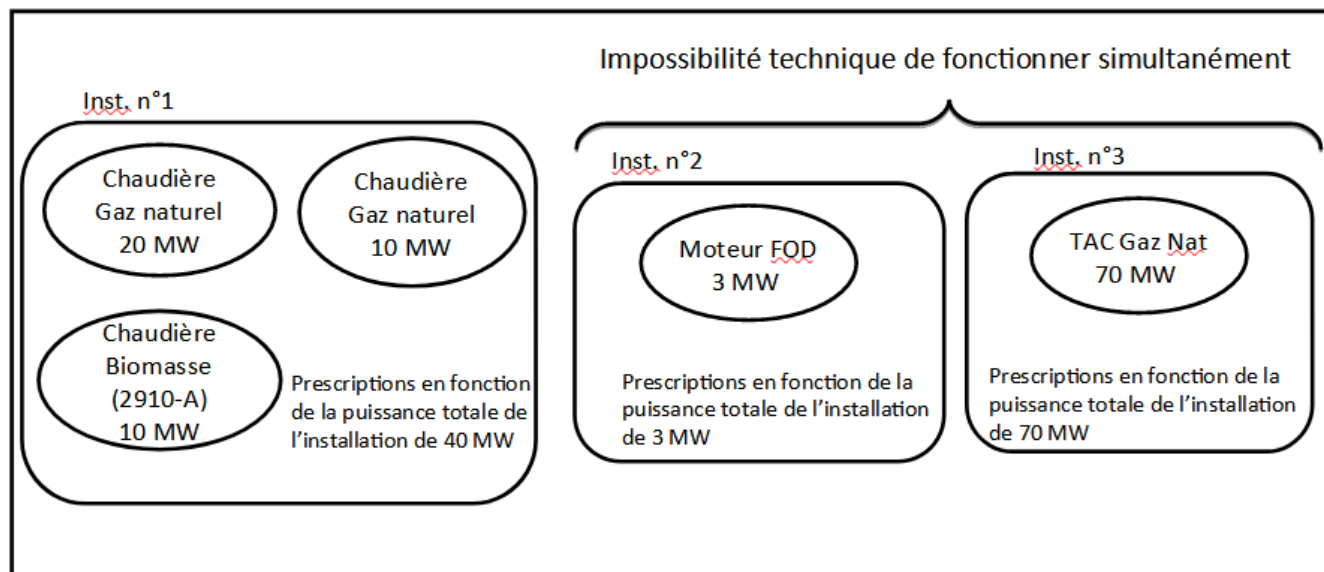 Impossibilité technique de fonctionner simultanément
Inst. n°1
Chaudière
Gaz naturel
20 MW
Chaudière
Gaz naturel
10 MW
Chaudière
Biomasse
(2910-A)
10 MW
Prescriptions en fonction
de la puissance totale de
l’installation de 40 MW
Inst. n°2
Moteur FOD
3 MW
Prescriptions en fonction de la
puissance totale de l’installation
de 3 MW
Inst. n°3
TAC Gaz Nat
70 MW
Prescriptions en fonction de la
puissance totale de l’installation
de 70 MW